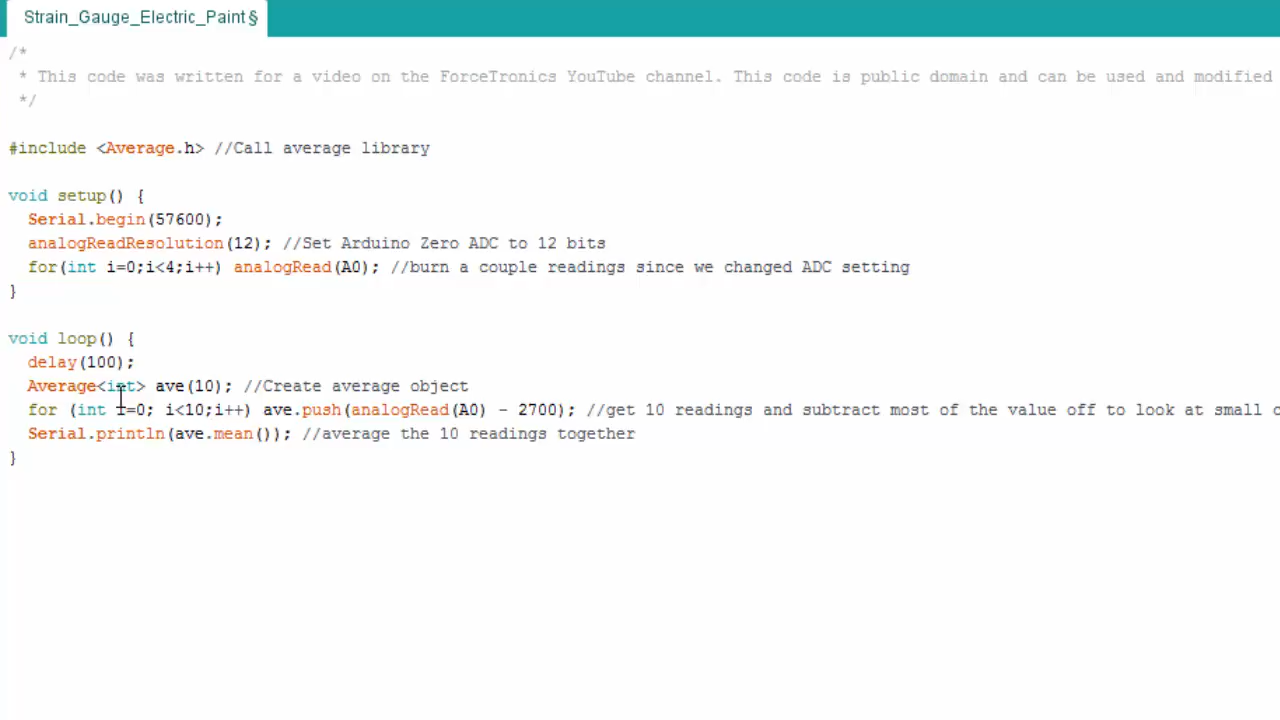 Strain_Gauge_Electric_Paint§
/*
 * This code was written for a video on the ForceTronics YouTube channel. This code is public domain and can be used and modified
 */
#include <Average.h> //Call average library
void setup() {
  Serial.begin(57600);
  analogReadResolution(12); //Set Arduino Zero ADC to 12 bits
  for(int i=0;i<4;i++) analogRead(A0); //burn a couple readings since we changed ADC setting
}
void loop() {
  delay(100);
  Average<int> ave(10); //Create average object
  for (int i=0; i<10;i++) ave.push(analogRead(A0) - 2700); //get 10 readings and subtract most of the value off to look at small
  Serial.println(ave.mean()); //average the 10 readings together
}